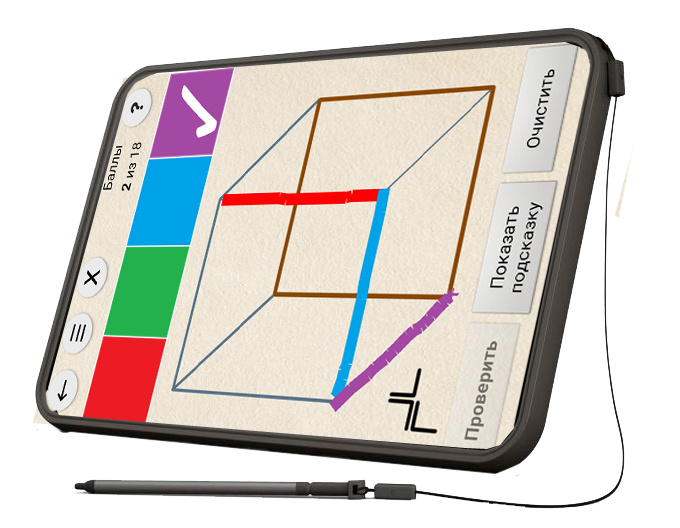 ?
Баллы
2 из 18
X
Очистить
Показать
подсказку
Проверить